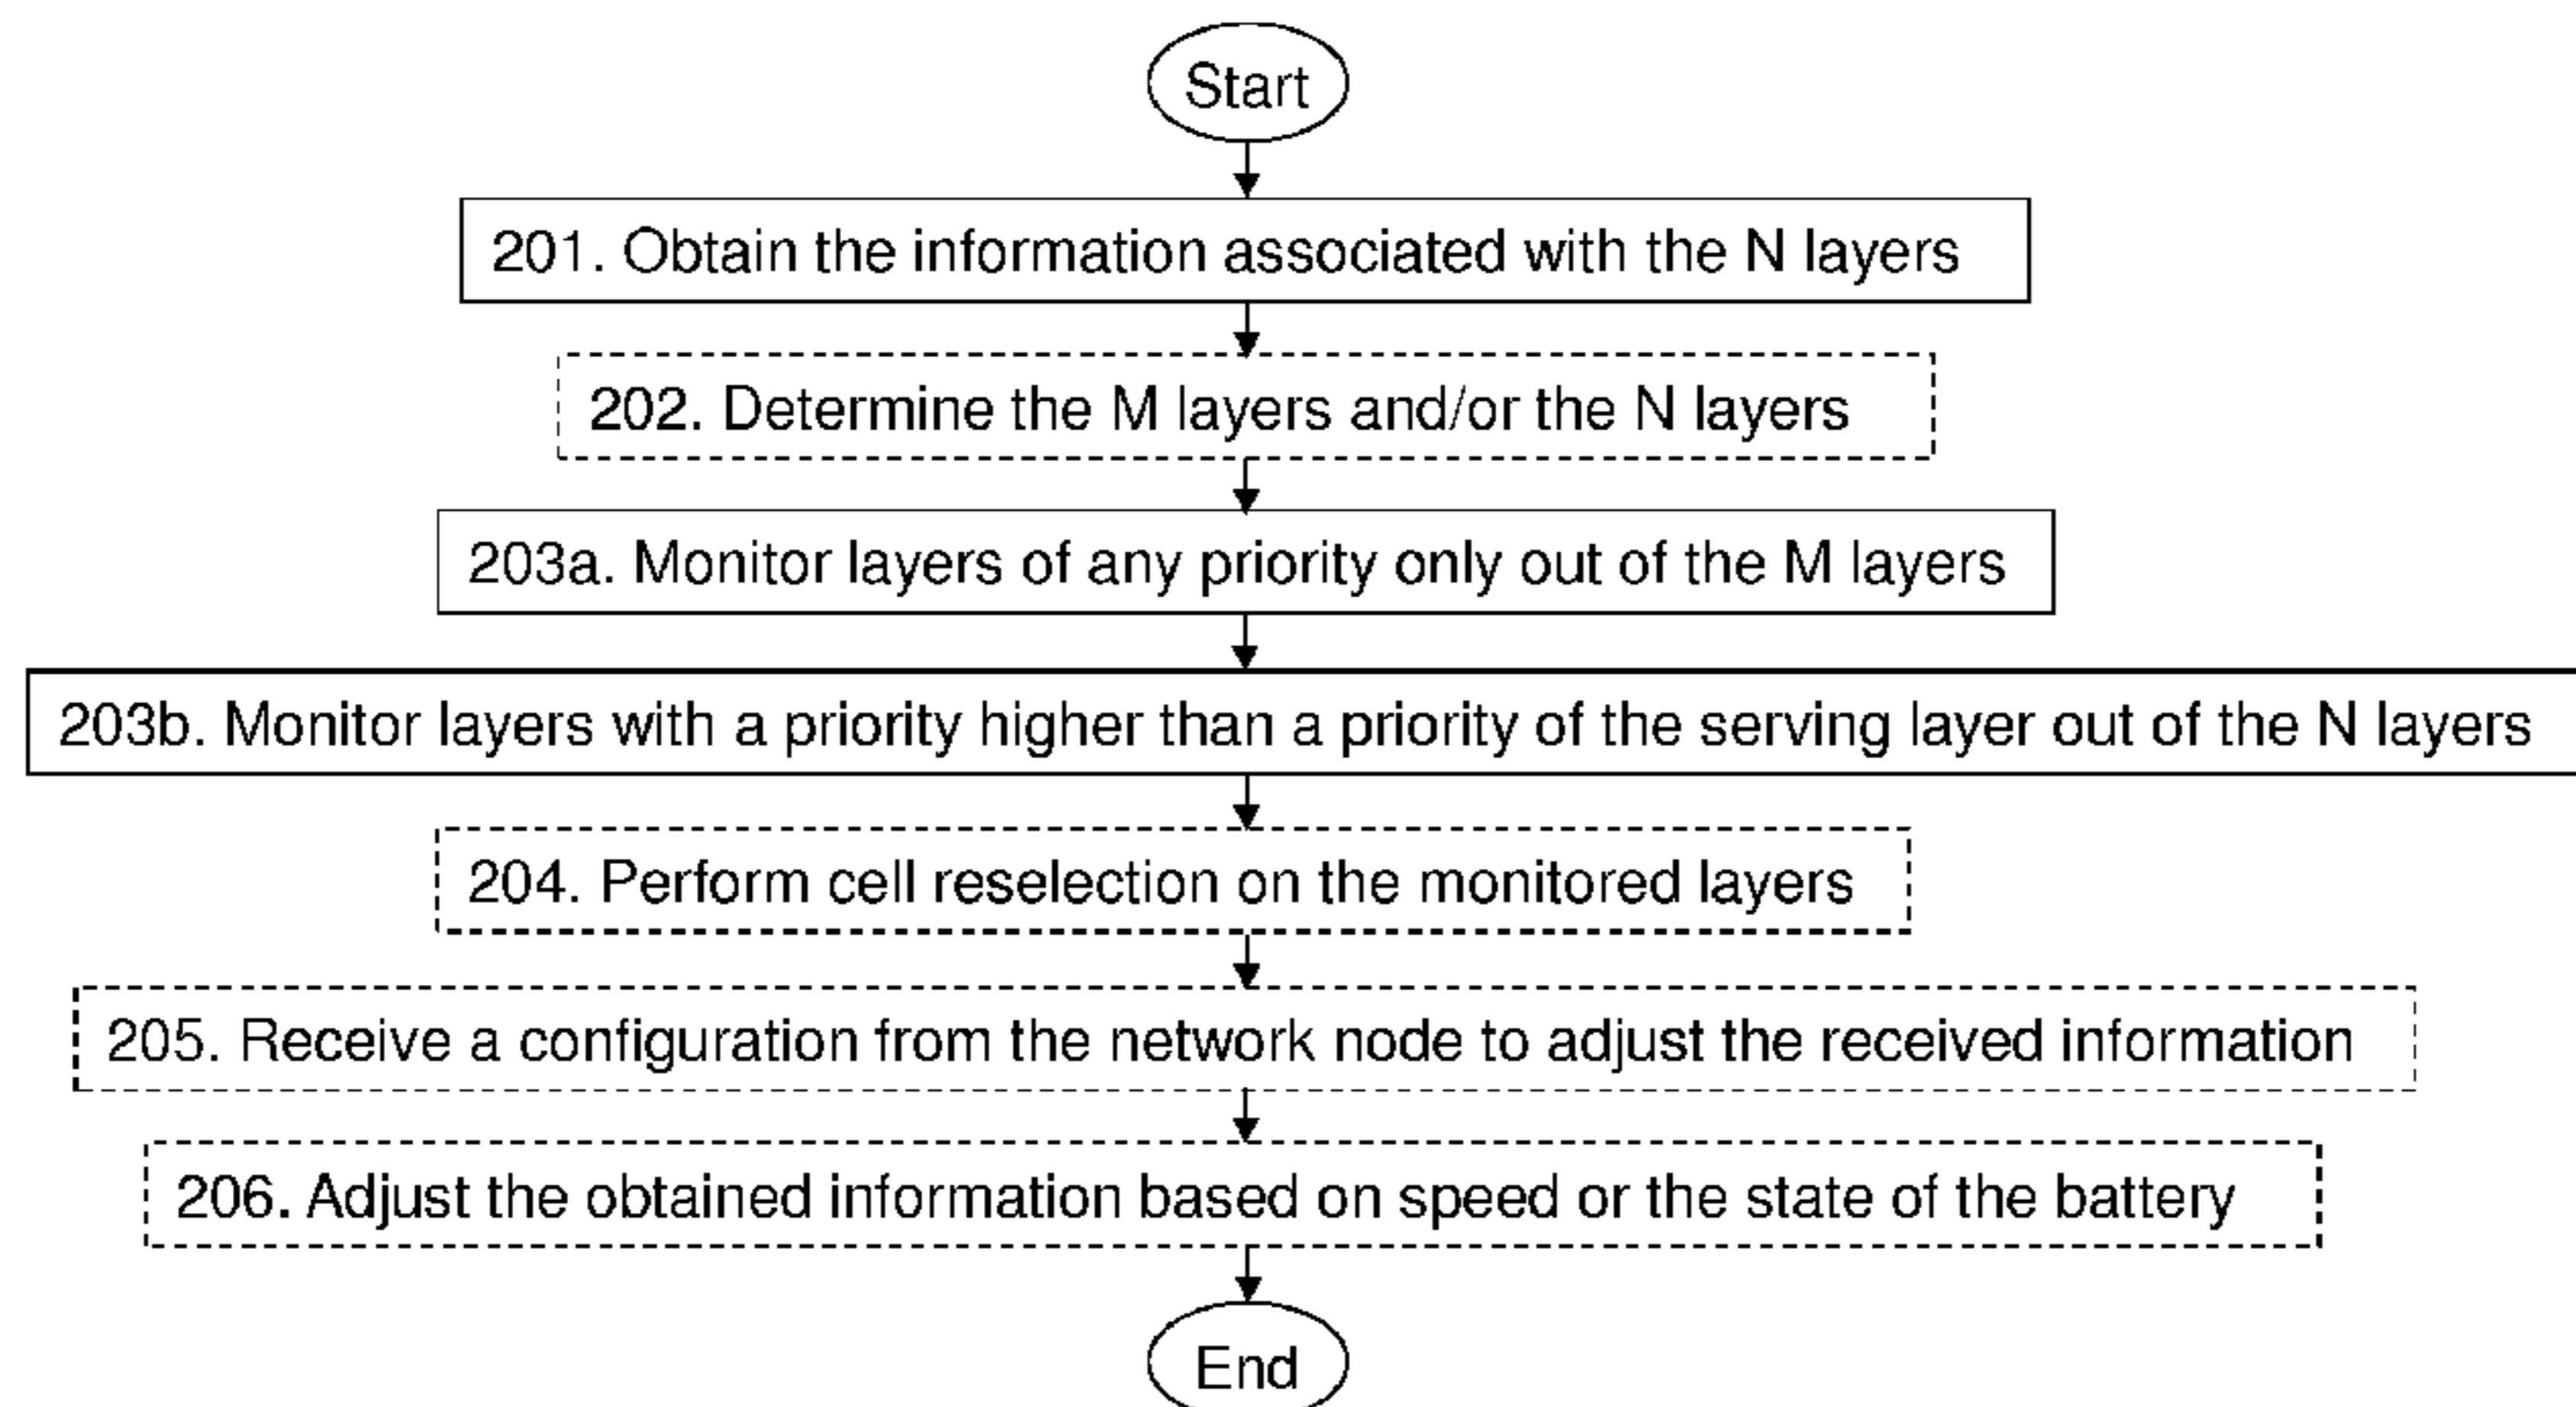 Start
201. Obtain the information associated with the N layers
202. Determine the M layers and/or the N layers
203a. Monitor layers of any priority only out of the M layers
203b. Monitor layers with a priority higher than a priority of the serving layer out of the N layers
204. Perform cell reselection on the monitored layers
205. Receive a configuration from the network node to adjust the received information
206. Adjust the obtained information based on speed or the state of the battery
End